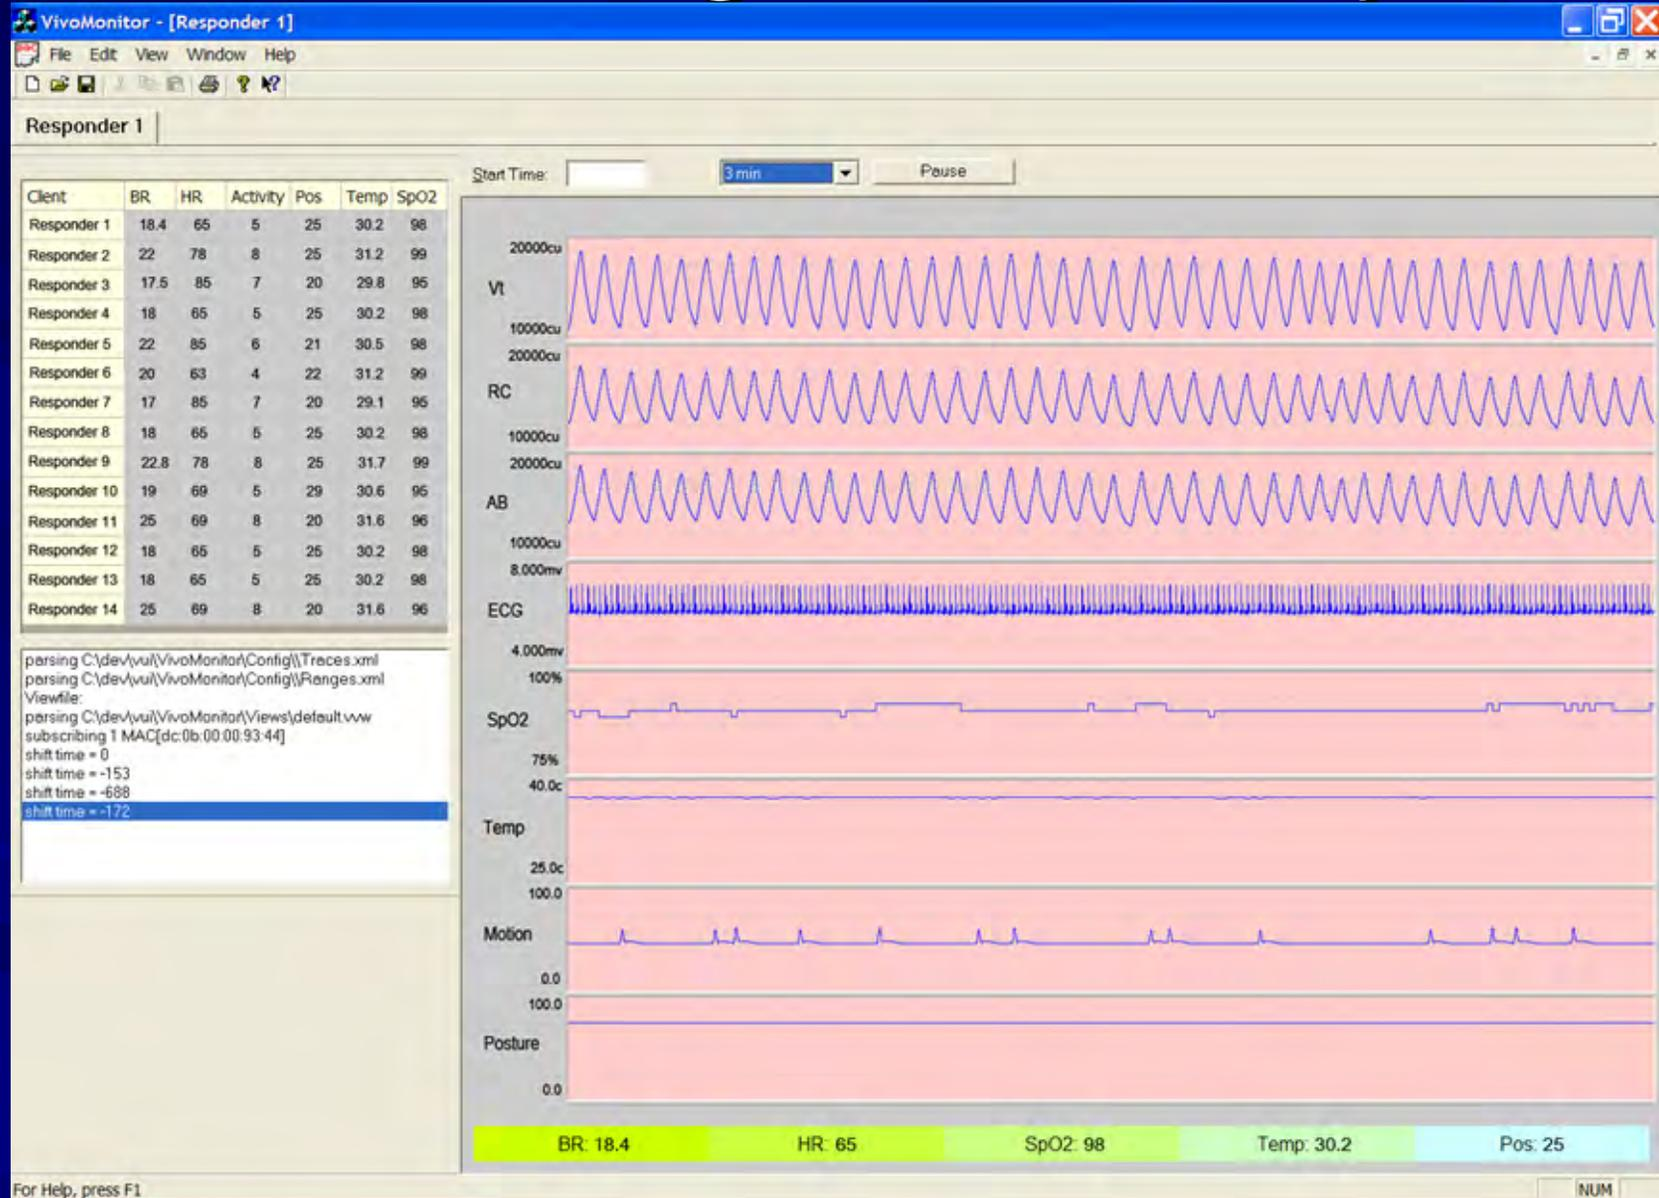 VivoMonitor - [Responder 1]
File Edit View Window Help
Responder 1
Start Time: 3 min Pause
Client BR HR Activity Pos Temp SpO2
Responder 1 18.4 65 5 25 30.2 98
Responder 2 22 78 8 25 31.2 99
Responder 3 17.5 85 7 20 29.8 95
Responder 4 18 65 5 25 30.2 98
Responder 5 22 85 6 21 30.5 98
Responder 6 20 63 4 22 31.2 99
Responder 7 17 85 7 20 29.1 95
Responder 8 18 65 5 25 30.2 98
Responder 9 22.8 78 8 25 31.7 99
Responder 10 19 69 5 29 30.6 95
Responder 11 25 69 8 20 31.6 96
Responder 12 18 65 5 25 30.2 98
Responder 13 18 65 5 25 30.2 98
Responder 14 25 69 8 20 31.6 96
parsing C:\dev\vui\VivoMonitor\Config\\Traces.xml
parsing C:\dev\vui\VivoMonitor\Config\\Ranges.xml
Viewfile:
parsing C:\dev\vui\VivoMonitor\Views\default.vvw
subscribing 1 MAC[dc:0b:00:00:93:44]
shift time = 0
shift time = -153
shift time = -688
shift time = -172
20000cu
Vt
10000cu
20000cu
RC
10000cu
20000cu
AB
10000cu
8.000mv
ECG
4.000mv
100%
SpO2
75%
40.0c
Temp
25.0c
100.0
Motion
0.0
100.0
Posture
0.0
BR: 18.4 HR: 65 SpO2: 98 Temp: 30.2 Pos: 25
For Help, press F1 NUM